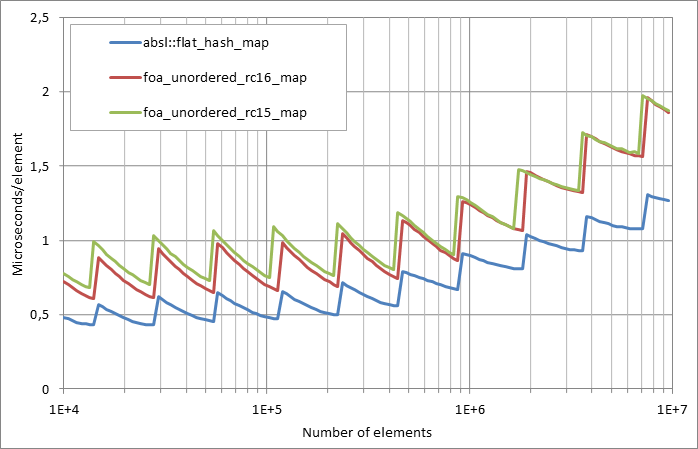 2,5
absl::flat_hash_map
foa_unordered_rc16_map
foa_unordered_rc15_map
2
1,5
1
0,5
0
Microseconds/element
1E+4
1E+5
1E+6
1E+7
Number of elements